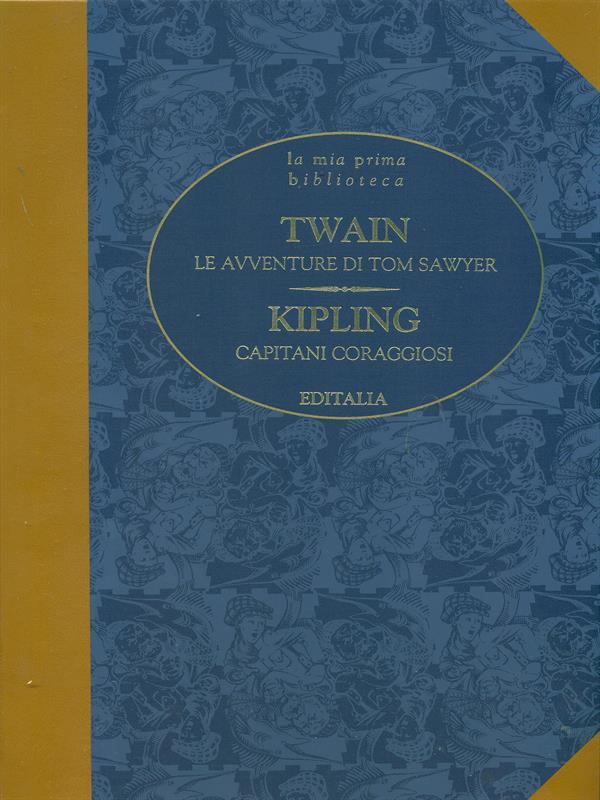 la mia prima
biblioteca
TWAIN
LE AVVENTURE DI TOM SAWYER
KIPLING
CAPITANI CORAGGIOSI
EDITALIA